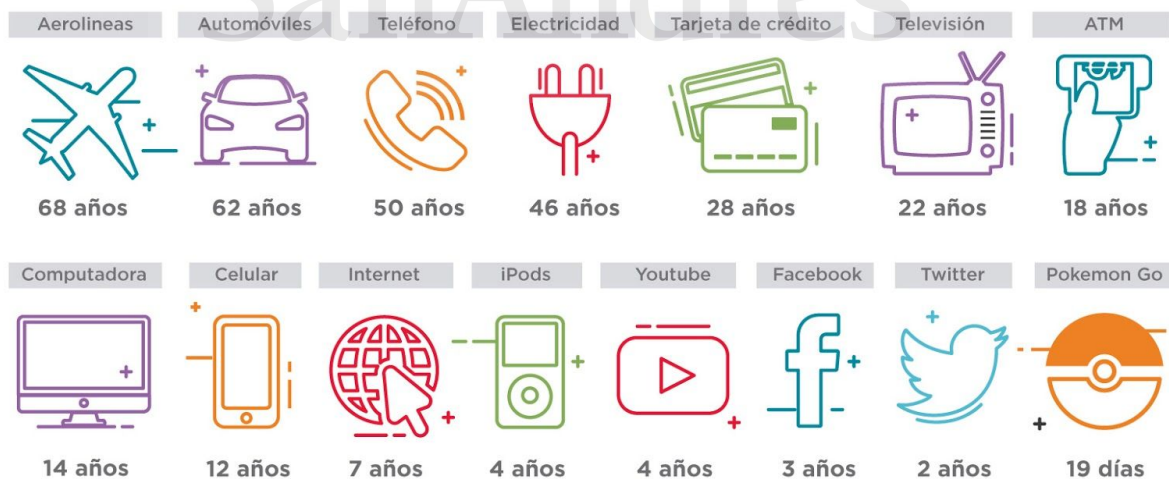 SanAndrés
Aerolineas Automóviles Teléfono Electricidad Tarjeta de crédito Televisión ATM
68 años 62 años 50 años 46 años 28 años 22 años 18 años
Computadora Celular Internet iPods Youtube Facebook Twitter Pokemon Go
14 años 12 años 7 años 4 años 4 años 3 años 2 años 19 días